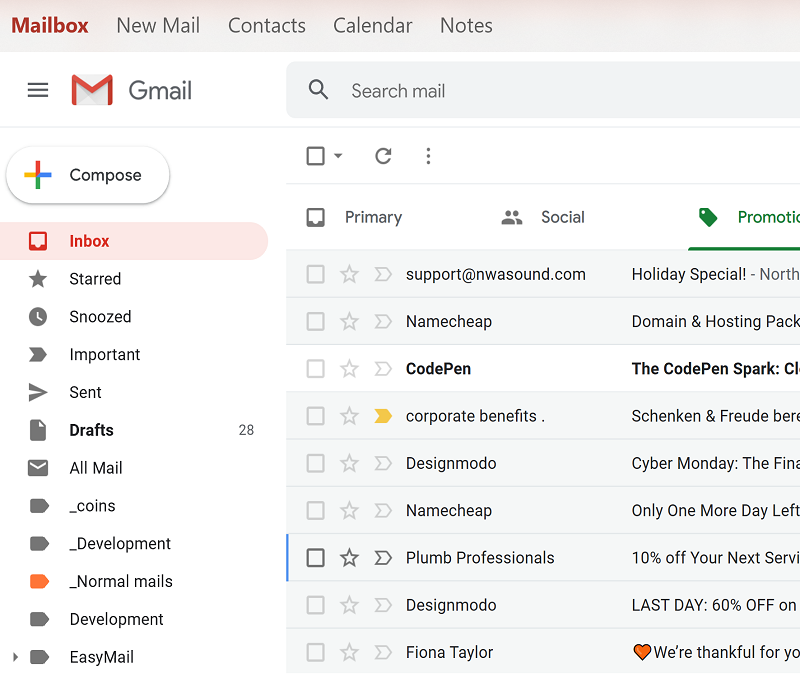 Mailbox New Mail Contacts Calendar Notes
Gmail
Search mail
Compose
Inbox
Starred
Snoozed
Important
Sent
Drafts 28
All Mail
_coins
_Development
_Normal mails
Development
EasyMail
Primary Social Promotio
support@nwasound.com Holiday Special! - North
Namecheap Domain & Hosting Pack
CodePen The CodePen Spark: Cl
corporate benefits . Schenken & Freude bere
Designmodo Cyber Monday: The Fina
Namecheap Only One More Day Left
Plumb Professionals 10% off Your Next Servi
Designmodo LAST DAY: 60% OFF on
Fiona Taylor 🧡We’re thankful for yo